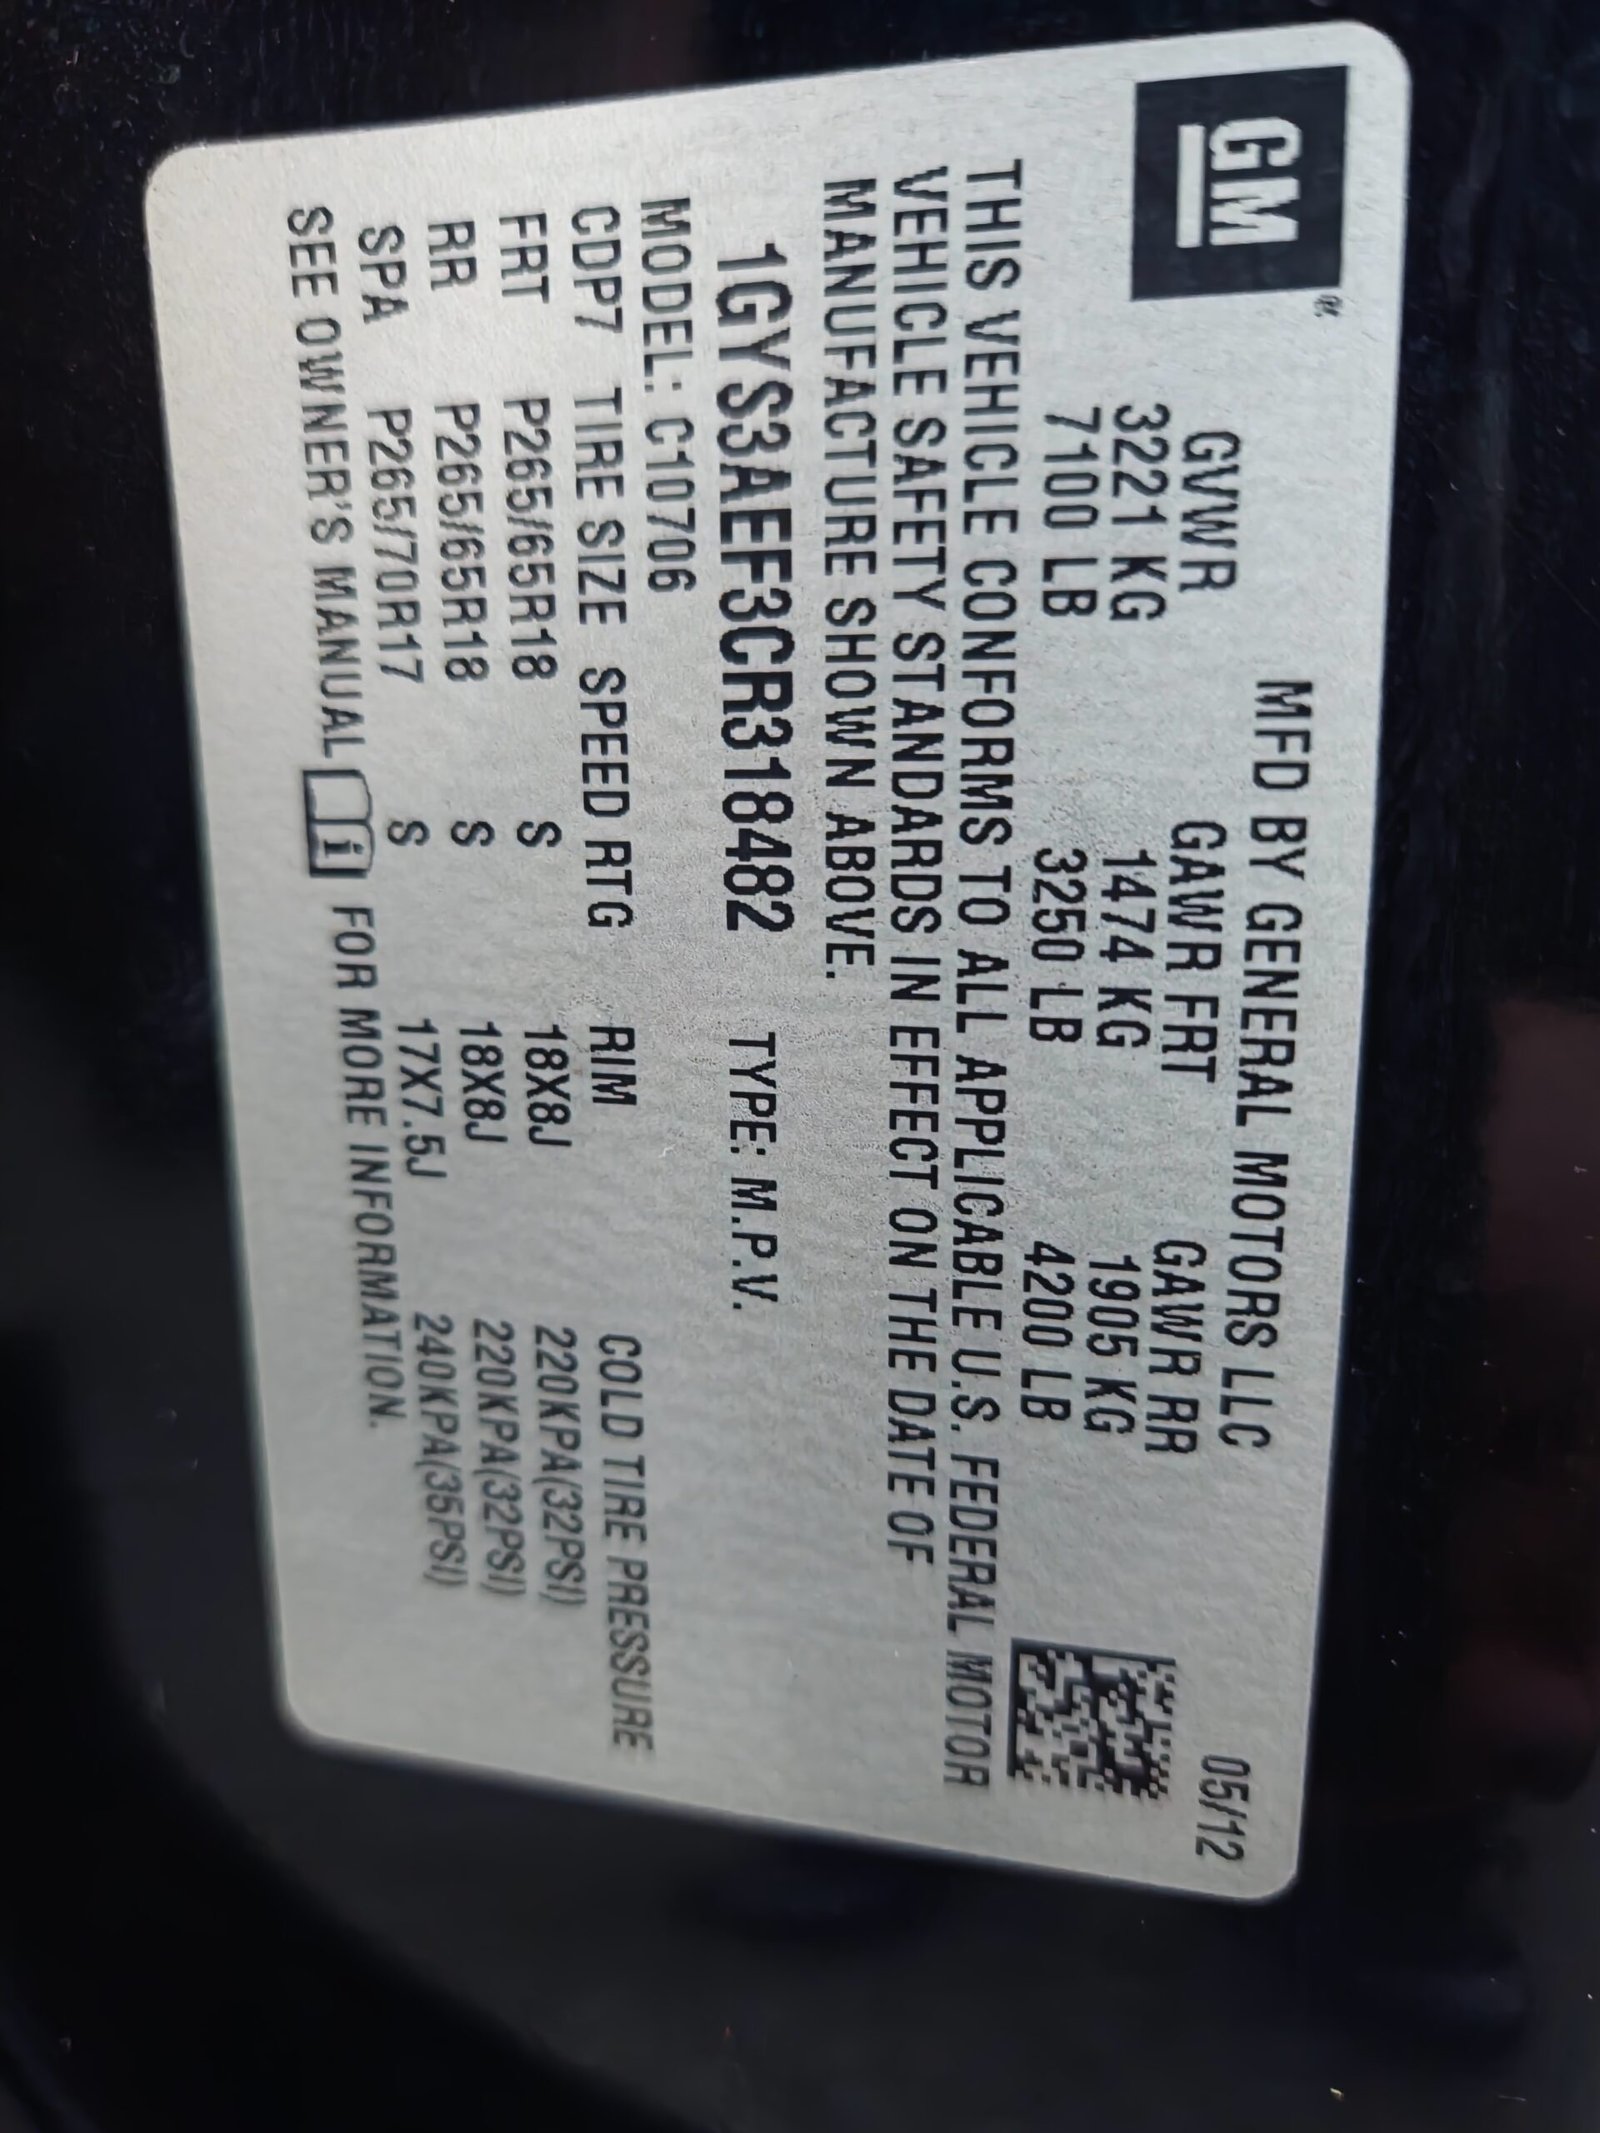 GM®
MFD BY GENERAL MOTORS LLC 05/12
GVWR GAWR FRT GAWR RR
3221 KG 1474 KG 1905 KG
7100 LB 3250 LB 4200 LB
THIS VEHICLE CONFORMS TO ALL APPLICABLE U.S. FEDERAL MOTOR
VEHICLE SAFETY STANDARDS IN EFFECT ON THE DATE OF
MANUFACTURE SHOWN ABOVE.
1GYS3AEF3CR318482 TYPE: M.P.V.
MODEL: C10706
CDP7 TIRE SIZE SPEED RTG RIM COLD TIRE PRESSURE
FRT P265/65R18 S 18X8J 220KPA(32PSI)
RR P265/65R18 S 18X8J 220KPA(32PSI)
SPA P265/70R17 S 17X7.5J 240KPA(35PSI)
SEE OWNER'S MANUAL i FOR MORE INFORMATION.